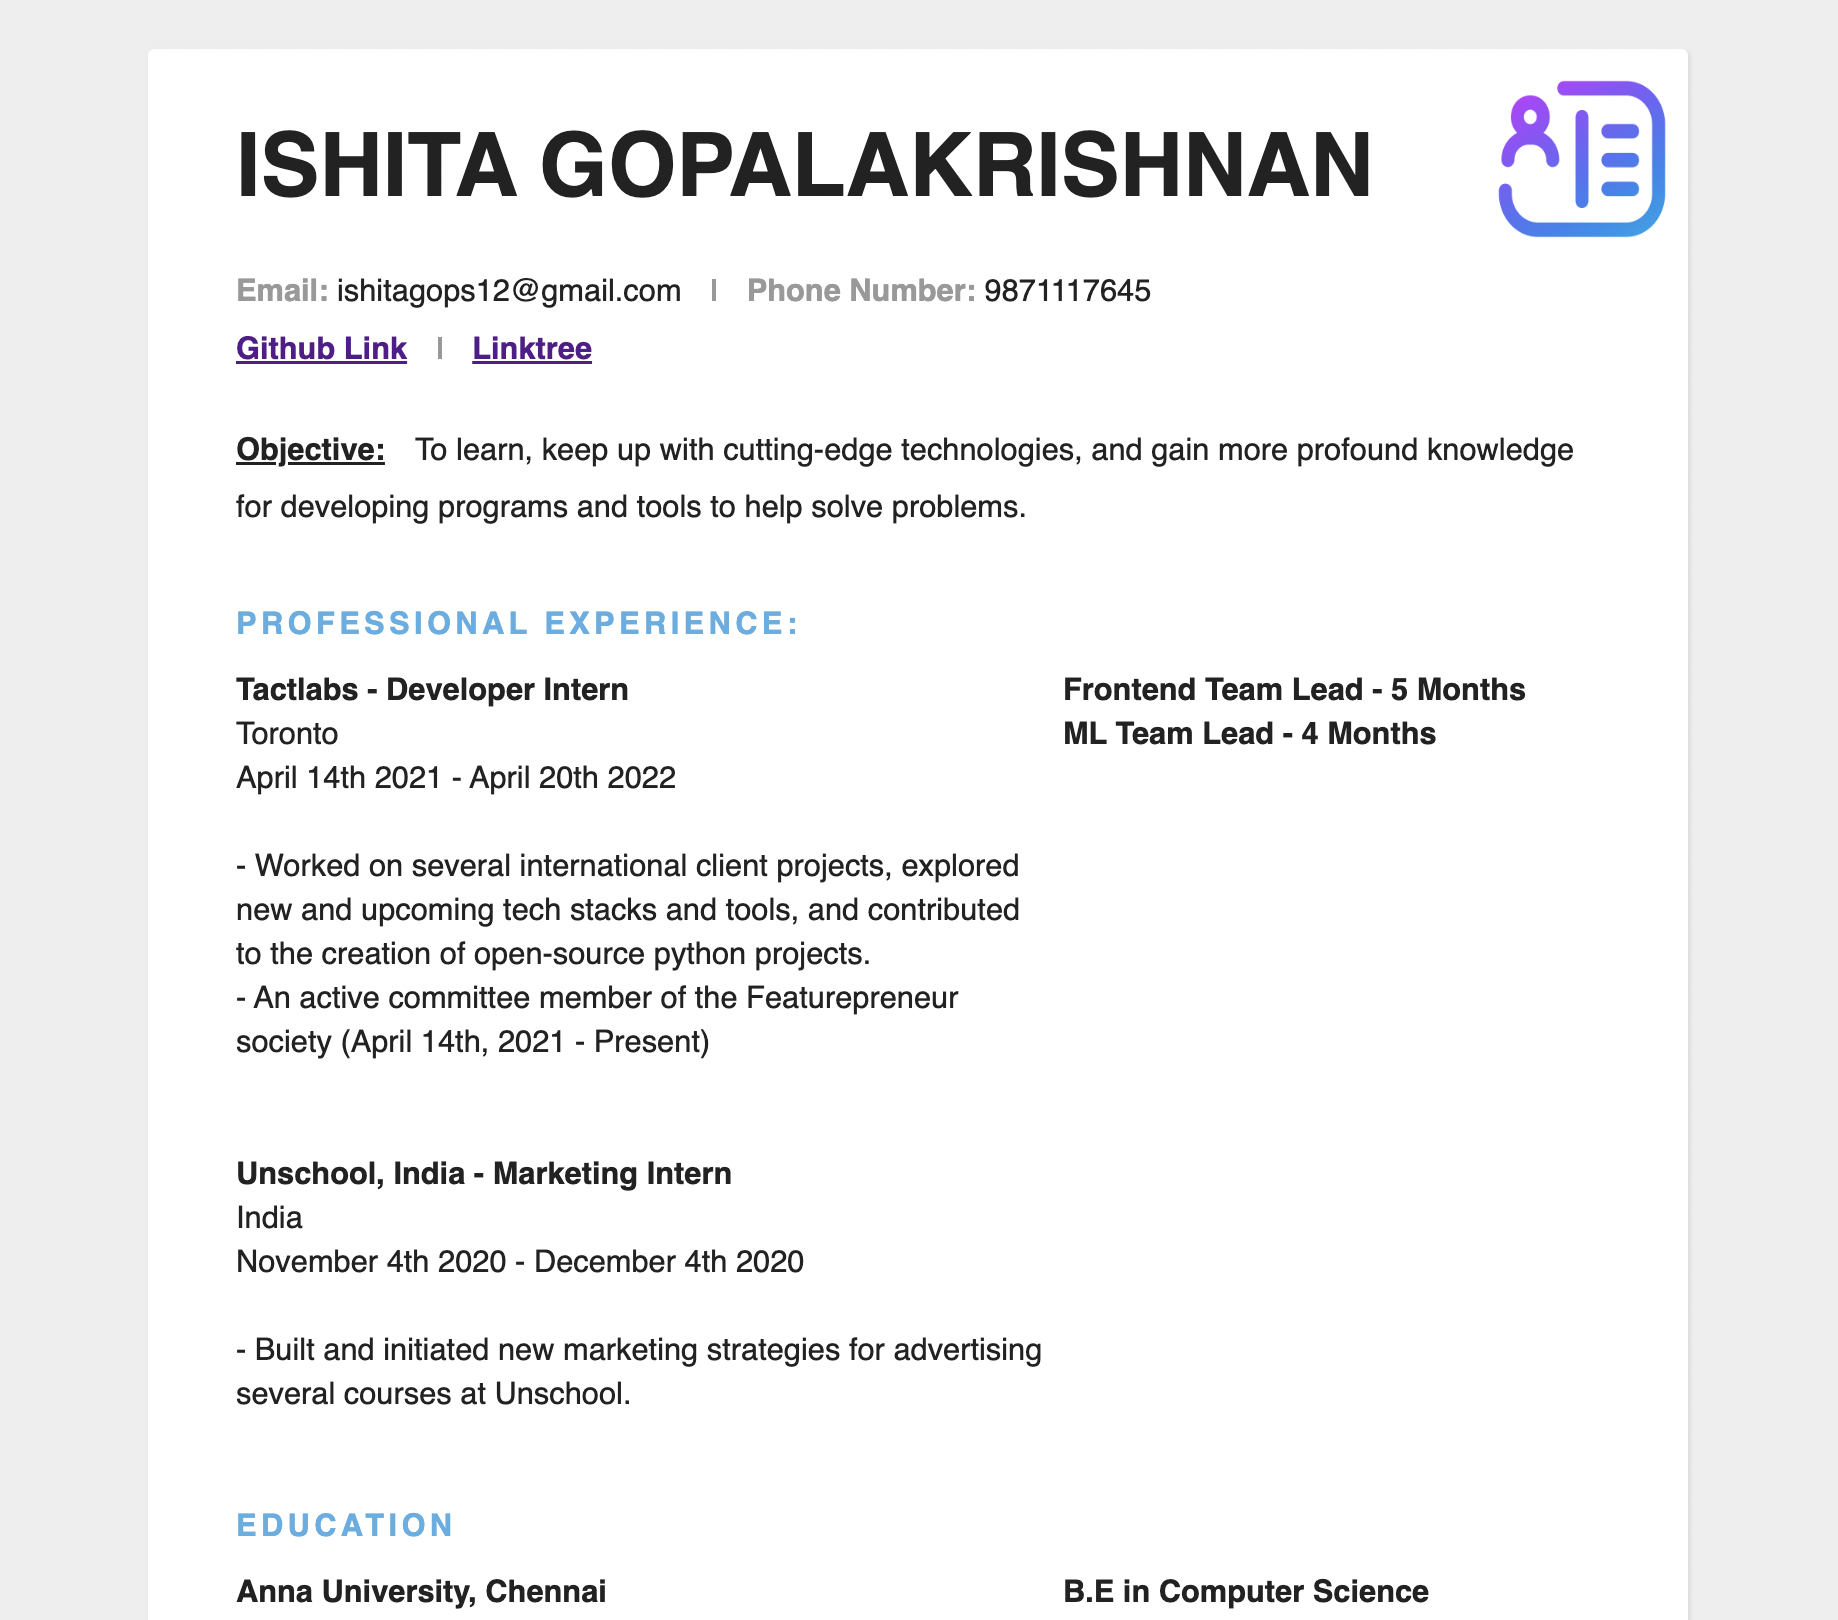 ISHITA GOPALAKRISHNAN
Email: ishitagops12@gmail.com | Phone Number: 9871117645
Github Link | Linktree
Objective: To learn, keep up with cutting-edge technologies, and gain more profound knowledge
for developing programs and tools to help solve problems.
PROFESSIONAL EXPERIENCE:
Tactlabs - Developer Intern
Toronto
April 14th 2021 - April 20th 2022
- Worked on several international client projects, explored
new and upcoming tech stacks and tools, and contributed
to the creation of open-source python projects.
- An active committee member of the Featurepreneur
society (April 14th, 2021 - Present)
Frontend Team Lead - 5 Months
ML Team Lead - 4 Months
Unschool, India - Marketing Intern
India
November 4th 2020 - December 4th 2020
- Built and initiated new marketing strategies for advertising
several courses at Unschool.
EDUCATION
Anna University, Chennai
B.E in Computer Science